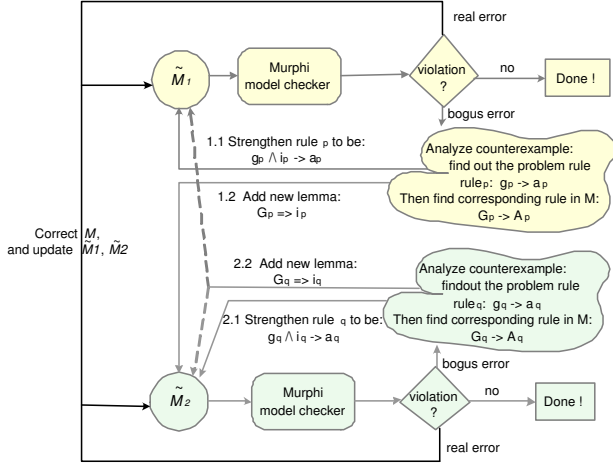 real error
M̃ 1
Murphi
model checker
violation
?
no
Done !
bogus error
1.1 Strengthen rule p to be:
gp ∧ ip -> ap
Analyze counterexample:
find out the problem rule
rulep: gp -> ap
Then find corresponding rule in M:
Gp -> Ap
1.2 Add new lemma:
Gp => ip
Correct M,
and update M̃1, M̃2
2.2 Add new lemma:
Gq => iq
Analyze counterexample:
findout the problem rule
ruleq: gq -> aq
Then find corresponding rule in M:
Gq -> Aq
2.1 Strengthen rule q to be:
gq ∧ iq -> aq
bogus error
M̃ 2
Murphi
model checker
violation
?
no
Done !
real error